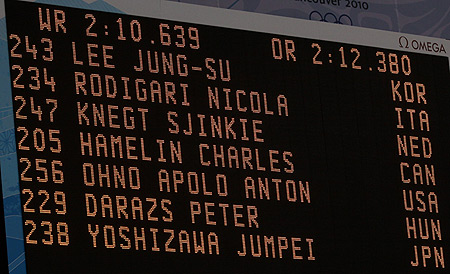 ncouver 2010
Ω OMEGA
WR 2:10.639 OR 2:12.380
243 LEE JUNG-SU KOR
234 RODIGARI NICOLA ITA
247 KNEGT SJINKIE NED
205 HAMELIN CHARLES CAN
256 OHNO APOLO ANTON USA
229 DARAZS PETER HUN
238 YOSHIZAWA JUMPEI JPN